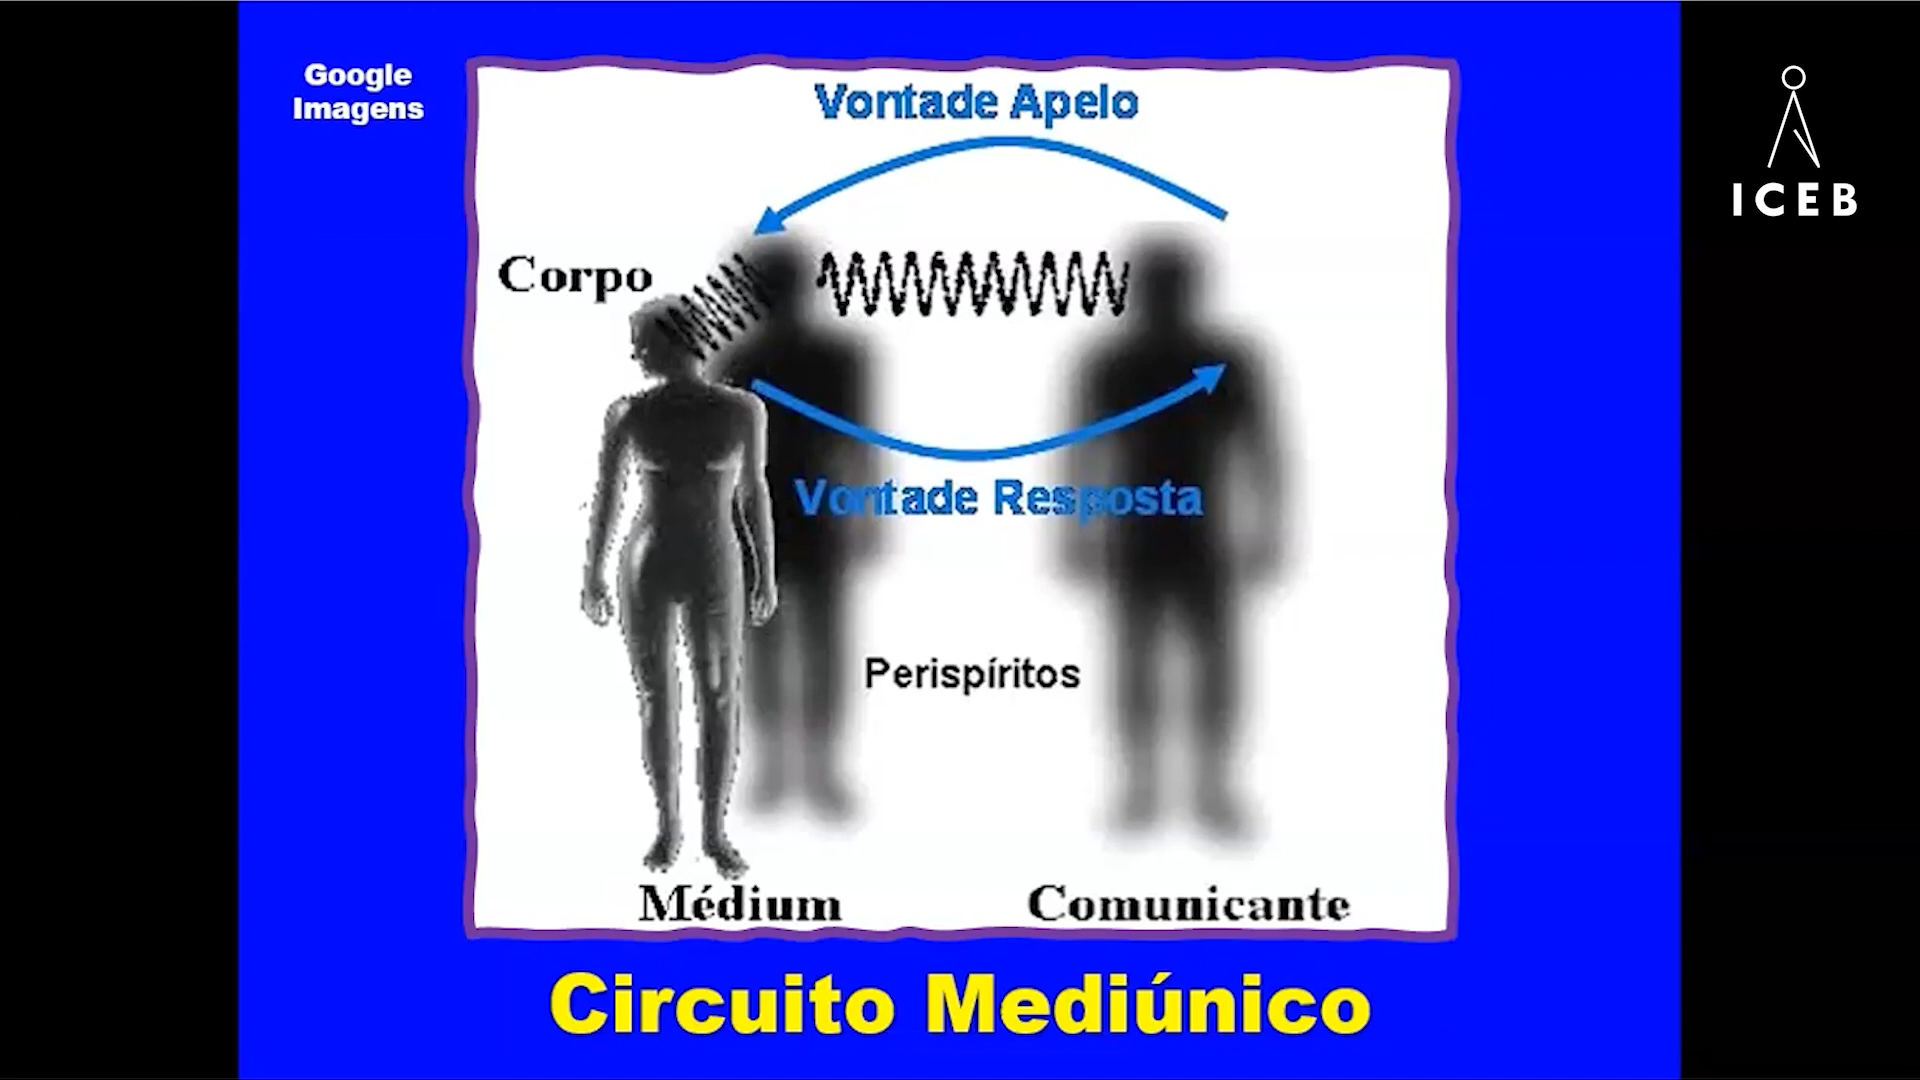 Google
Imagens
Vontade Apelo
ICEB
Corpo
Vontade Resposta
Perispíritos
Médium
Comunicante
Circuito Mediúnico